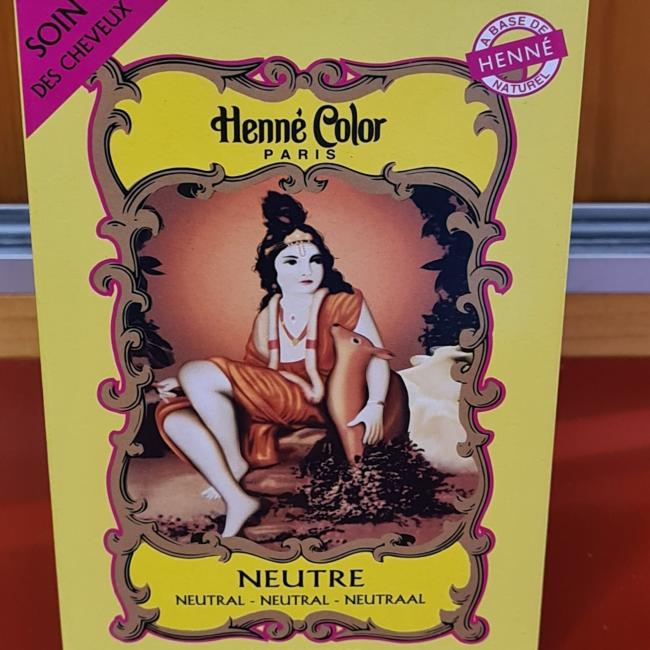 SOIN
DES CHEVEUX
A BASE DE
HENNÉ
NATUREL
Henné Color
PARIS
NEUTRE
NEUTRAL - NEUTRAL - NEUTRAAL